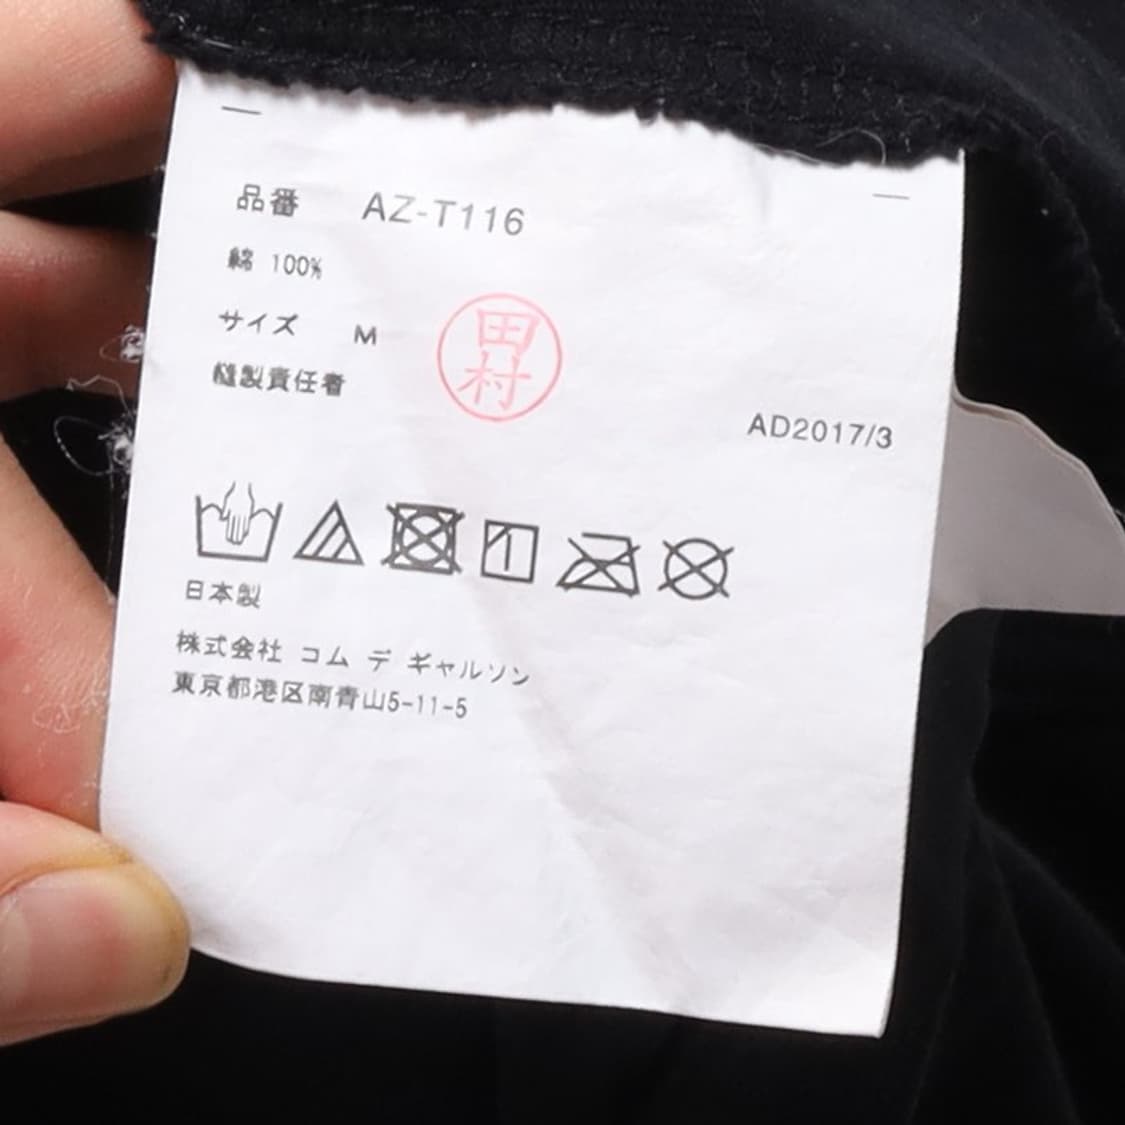 品番 AZ-T116
綿 100%
サイズ M
縫製責任者 田村
AD2017/3
日本製
株式会社 コム デ ギャルソン
東京都港区南青山5-11-5